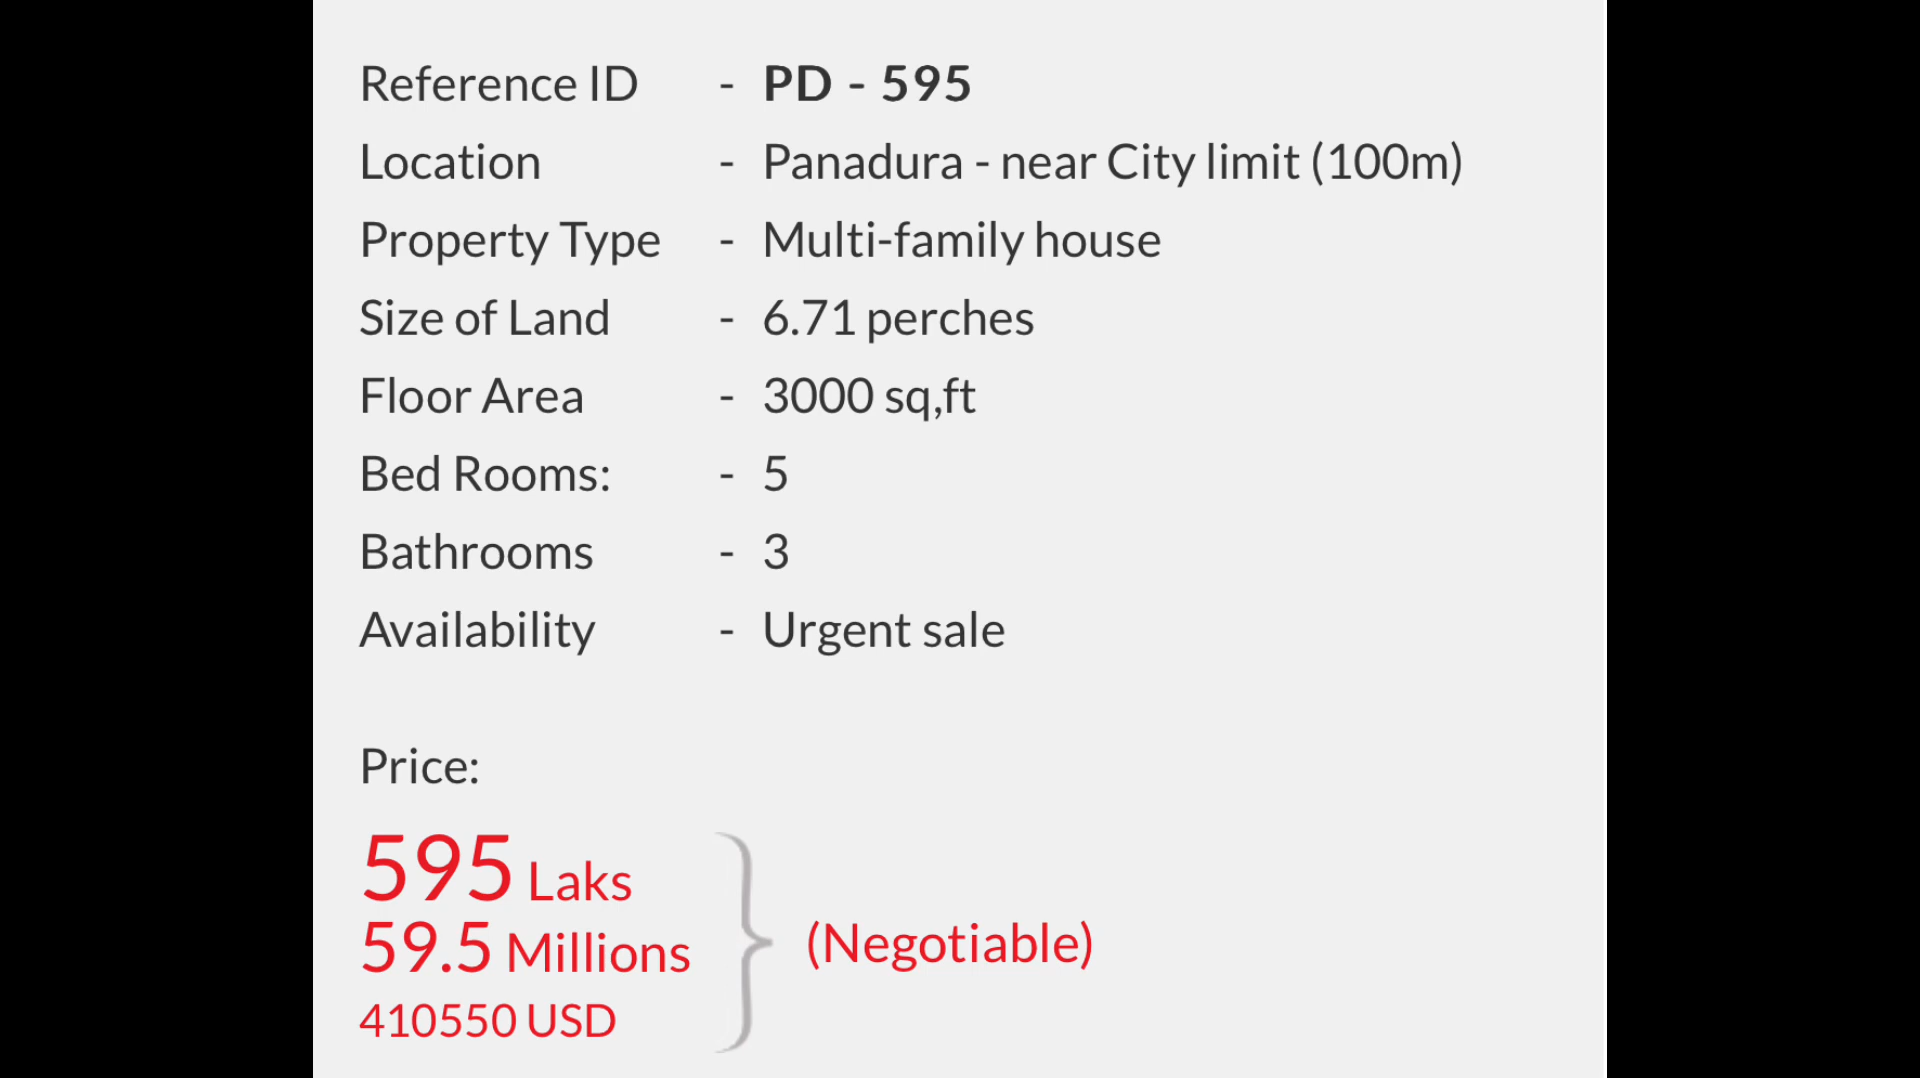 Reference ID - PD - 595
Location - Panadura - near City limit (100m)
Property Type - Multi-family house
Size of Land - 6.71 perches
Floor Area - 3000 sq,ft
Bed Rooms: - 5
Bathrooms - 3
Availability - Urgent sale
Price:
595 Laks
59.5 Millions
(Negotiable)
410550 USD